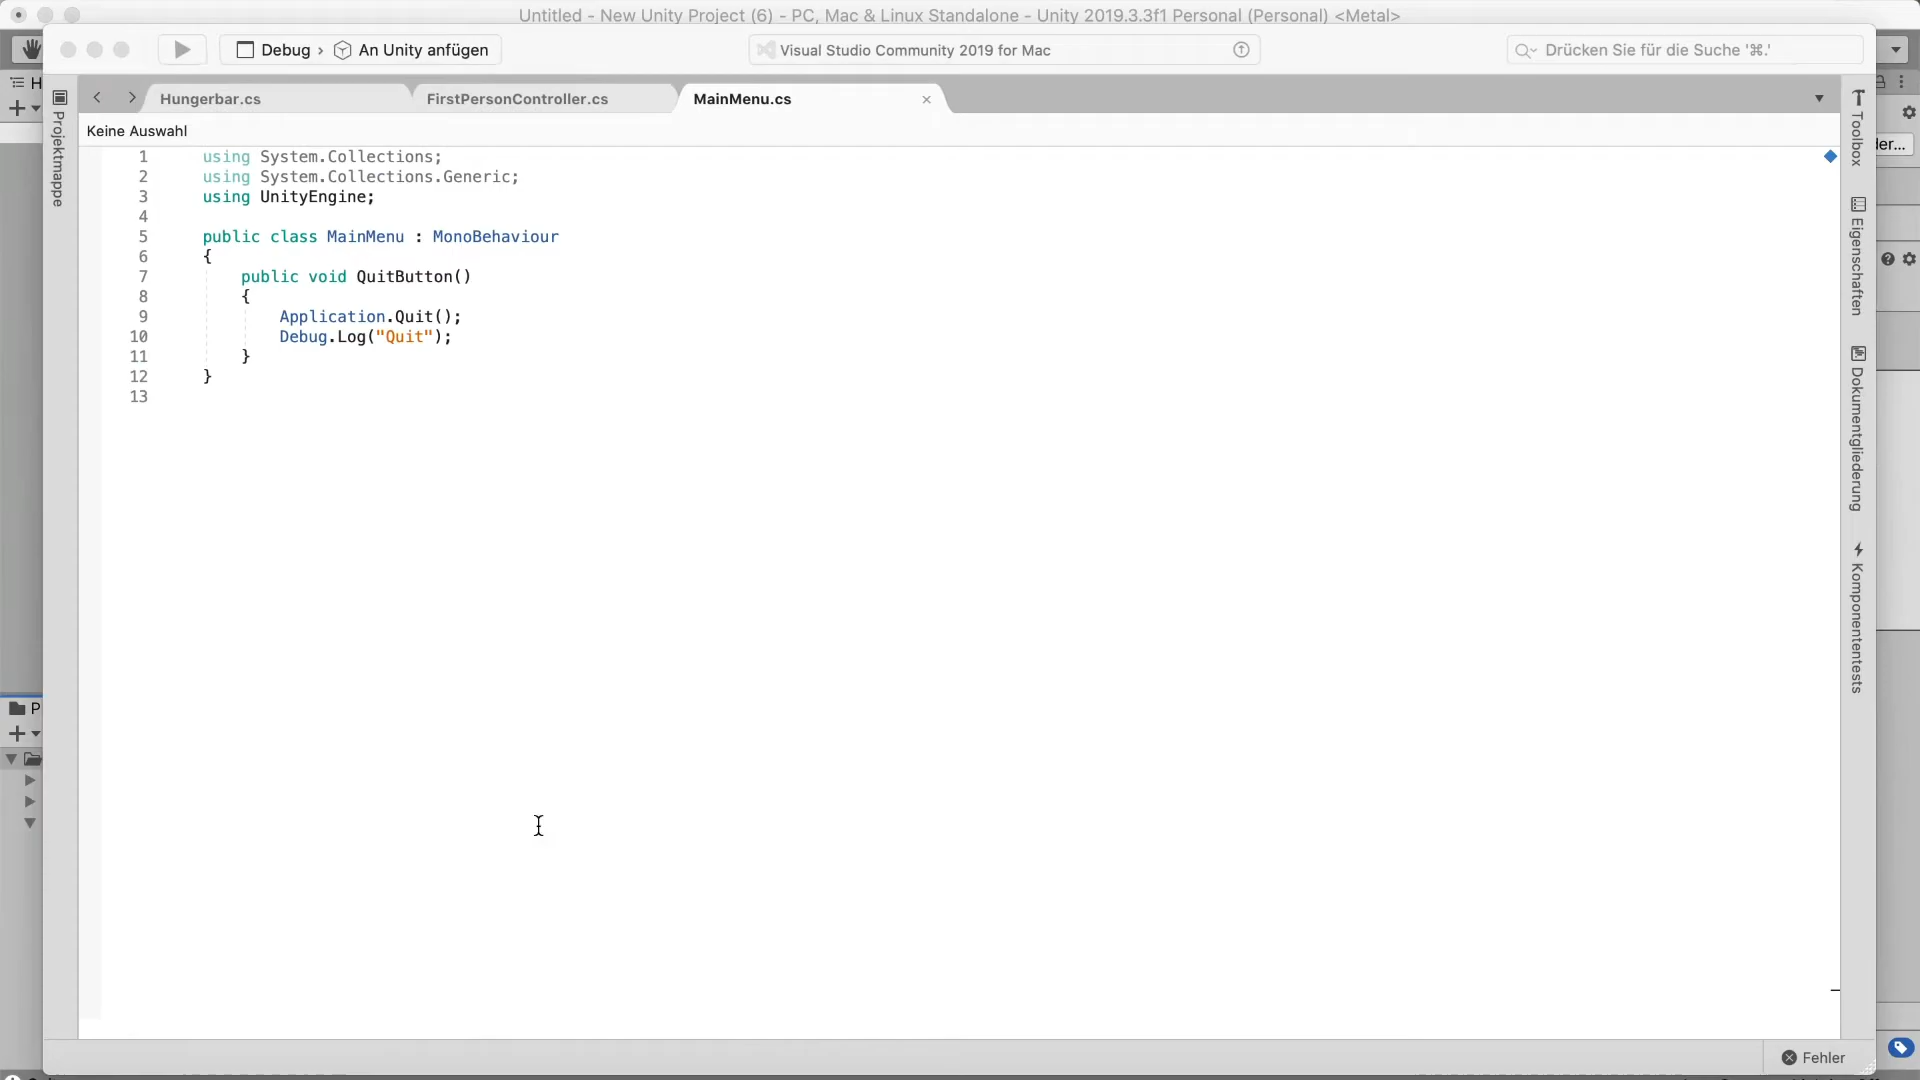 Untitled - New Unity Project (6) - PC, Mac & Linux Standalone - Unity 2019.3.3f1 Personal (Personal) <Metal>
Debug › An Unity anfügen
Visual Studio Community 2019 for Mac
Drücken Sie für die Suche '⌘.'
H
Hungerbar.cs
FirstPersonController.cs
MainMenu.cs
Keine Auswahl
Projektmappe
1 using System.Collections;
2 using System.Collections.Generic;
3 using UnityEngine;
4
5 public class MainMenu : MonoBehaviour
6 {
7 public void QuitButton()
8 {
9 Application.Quit();
10 Debug.Log("Quit");
11 }
12 }
13
Toolbox
Eigenschaften
Dokumentgliederung
Komponententests
der...
P
Fehler